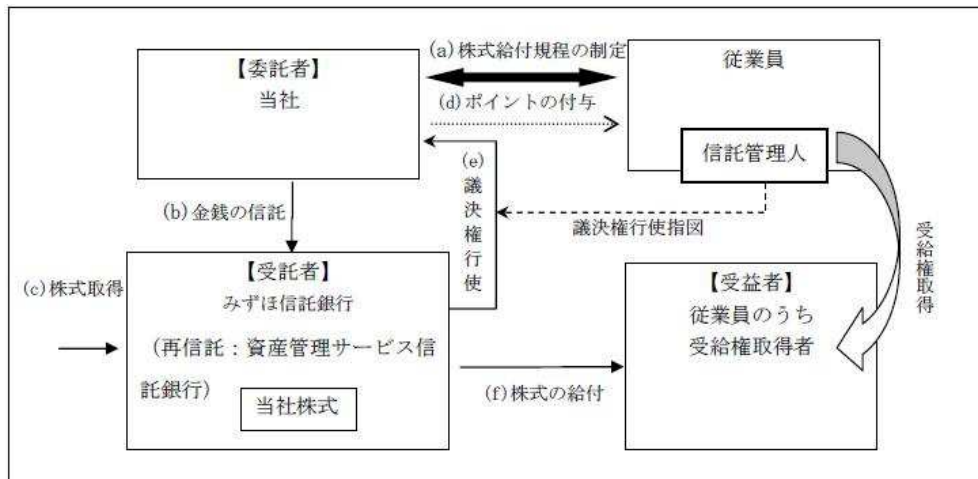 (a)株式給付規程の制定
【委託者】
当社
従業員
(d)ポイントの付与
信託管理人
(e)議決権行使
(b)金銭の信託
議決権行使指図
受給権取得
(c)株式取得
【受託者】
みずほ信託銀行
(再信託:資産管理サービス信
託銀行)
当社株式
【受益者】
従業員のうち
受給権取得者
(f)株式の給付